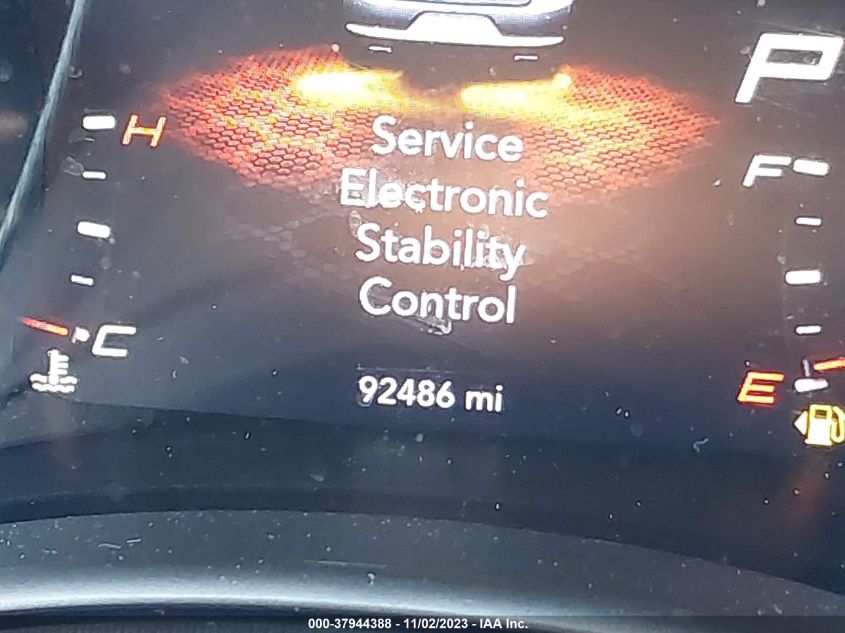 P
H
F
Service
Electronic
Stability
Control
C
E
92486 mi
000-37944388 - 11/02/2023 - IAA Inc.